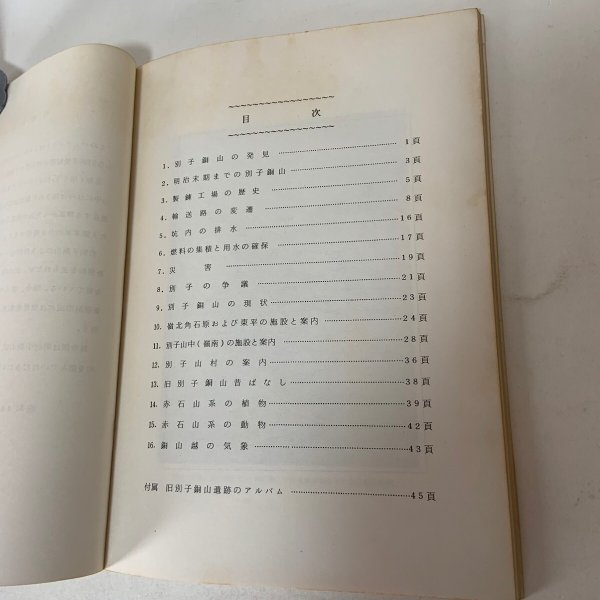 目次
1. 別子銅山の発見 1頁
2. 明治末期までの別子銅山 3頁
3. 製錬工場の歴史 5頁
4. 輸送路の変遷 8頁
5. 坑内の排水 16頁
6. 燃料の集積と用水の確保 17頁
7. 災害 19頁
8. 別子の争議 21頁
9. 別子銅山の現状 23頁
10. 嶺北角石原および東平の施設と案内 24頁
11. 別子山中(嶺南)の施設と案内 28頁
12. 別子山村の案内 36頁
13. 旧別子銅山昔ばなし 38頁
14. 赤石山系の植物 39頁
15. 赤石山系の動物 42頁
16. 銅山越の気象 43頁
付属 旧別子銅山遺跡のアルバム 45頁